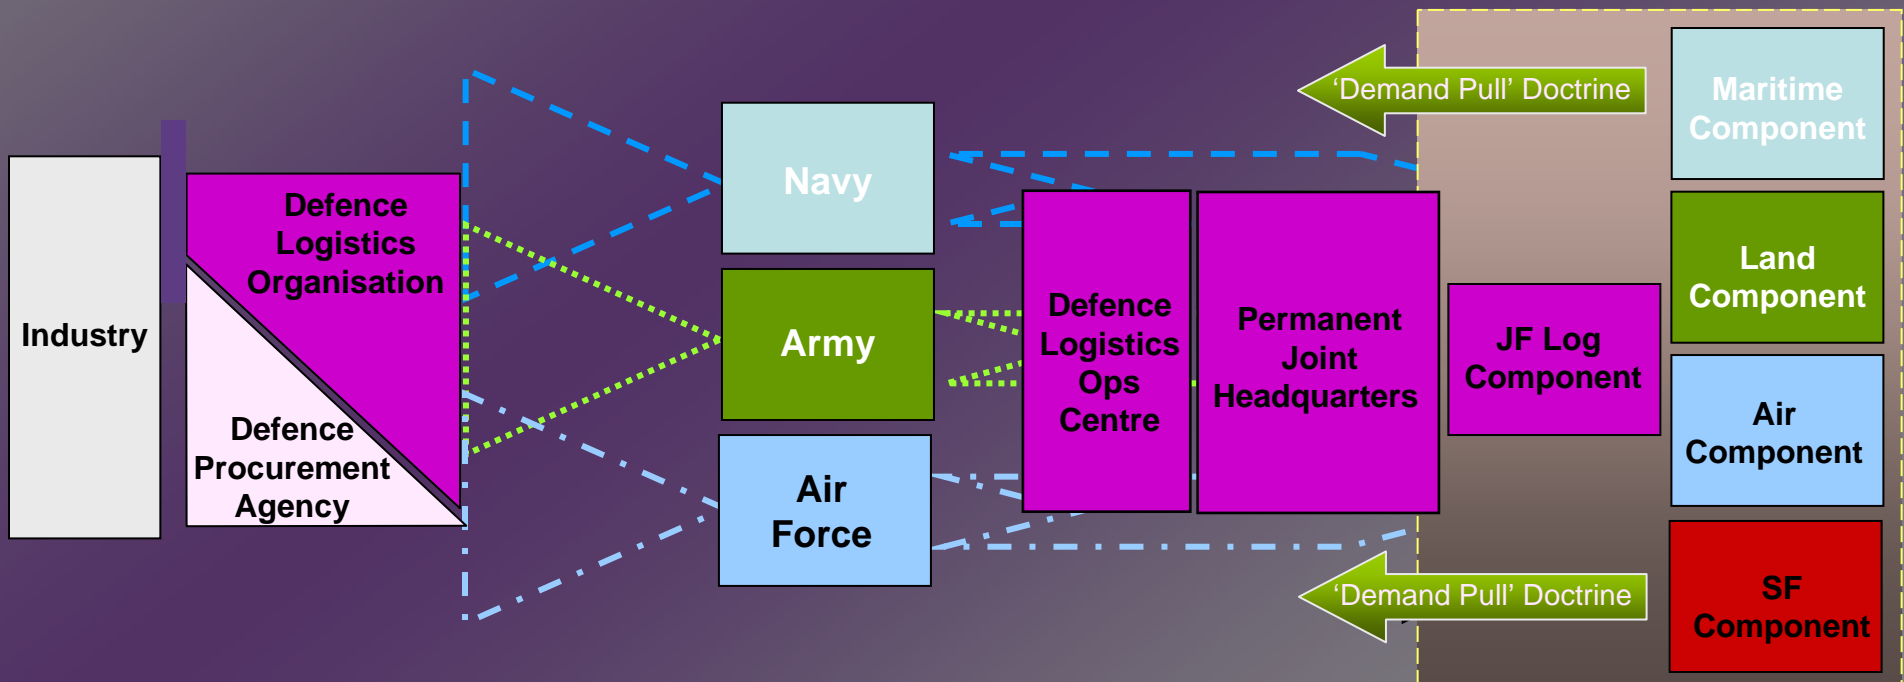 Industry
Defence
Logistics
Organisation
Defence
Procurement
Agency
Navy
Army
Air
Force
Defence
Logistics
Ops
Centre
Permanent
Joint
Headquarters
JF Log
Component
‘Demand Pull’ Doctrine
Maritime
Component
Land
Component
Air
Component
‘Demand Pull’ Doctrine
SF
Component